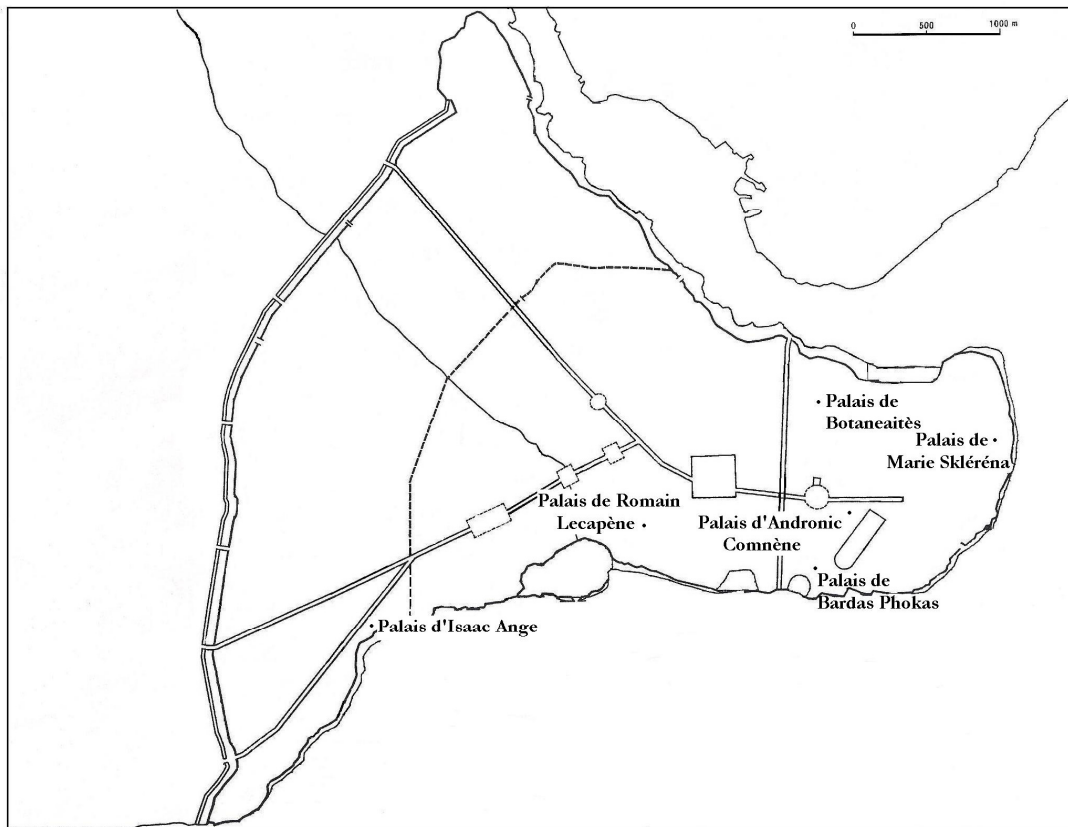 0 500 1000 m
Palais de
Botaneaitès
Palais de
Marie Skléréna
Palais de Romain
Lecapène
Palais d'Andronic
Comnène
Palais de
Bardas Phokas
Palais d'Isaac Ange